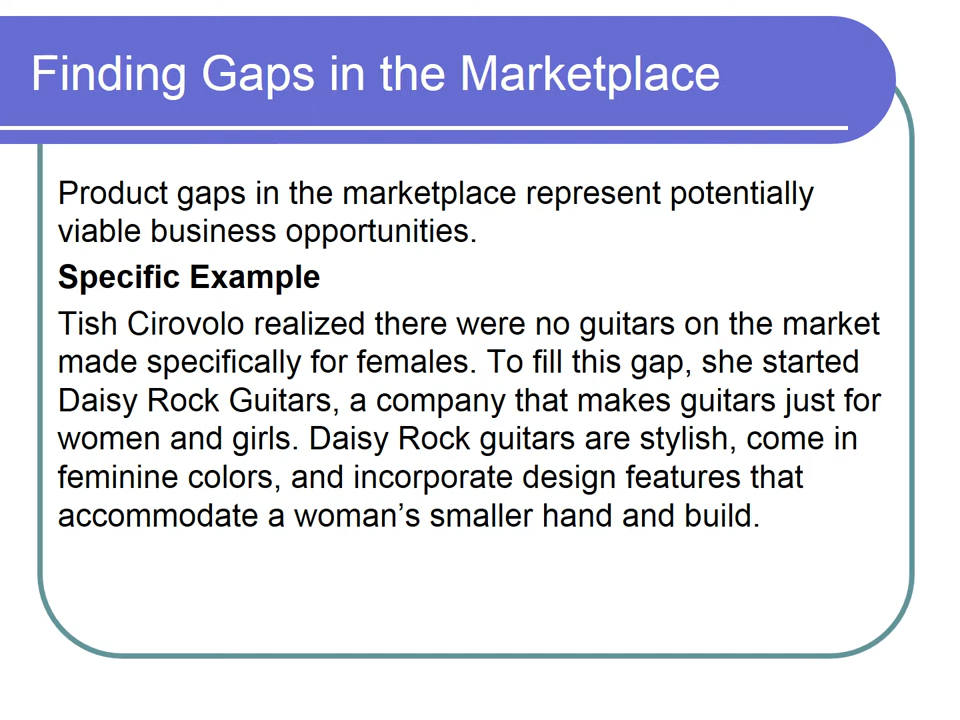 Finding Gaps in the Marketplace
Product gaps in the marketplace represent potentially
viable business opportunities.
Specific Example
Tish Cirovolo realized there were no guitars on the market
made specifically for females. To fill this gap, she started
Daisy Rock Guitars, a company that makes guitars just for
women and girls. Daisy Rock guitars are stylish, come in
feminine colors, and incorporate design features that
accommodate a woman’s smaller hand and build.